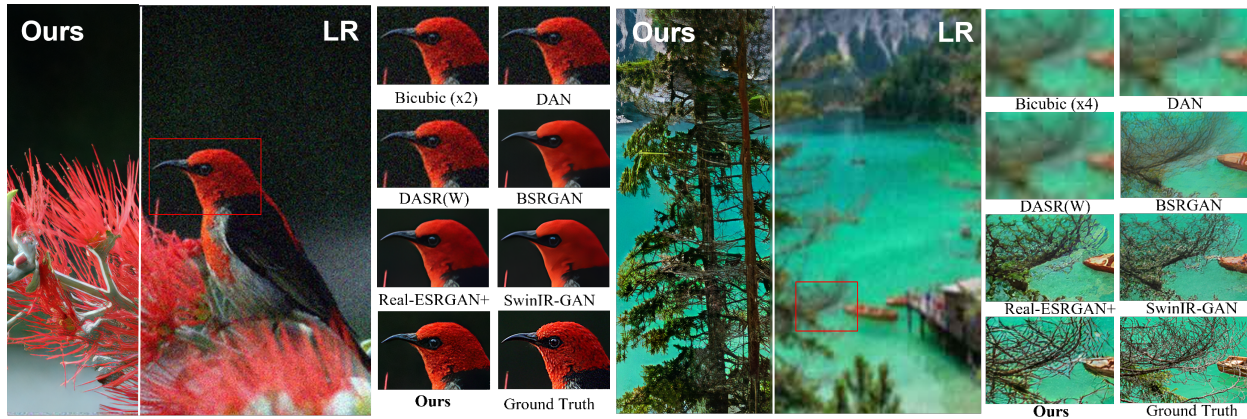 Ours LR
Bicubic (x2) DAN
DASR(W) BSRGAN
Real-ESRGAN+ SwinIR-GAN
Ours Ground Truth
Ours LR
Bicubic (x4) DAN
DASR(W) BSRGAN
Real-ESRGAN+ SwinIR-GAN
Ours Ground Truth